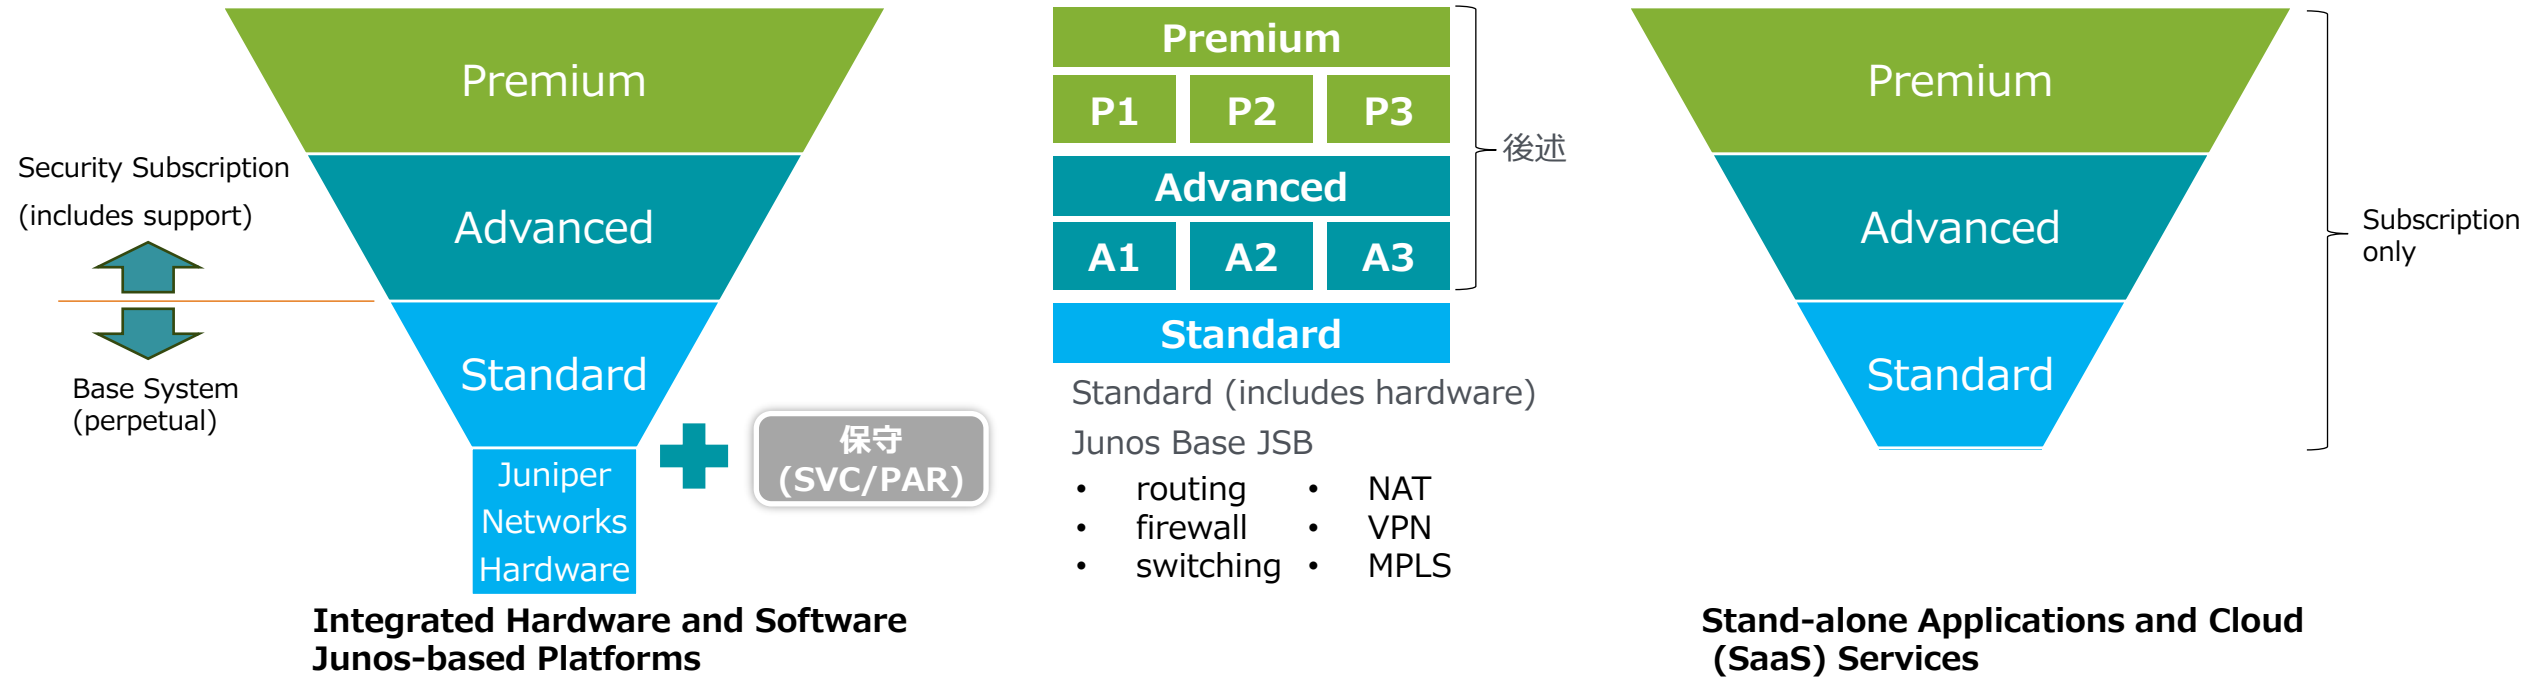 Premium
Advanced
Standard
Juniper
Networks
Hardware
Security Subscription
(includes support)
Base System
(perpetual)
保守
(SVC/PAR)
Integrated Hardware and Software
Junos-based Platforms
Premium
P1 P2 P3
Advanced
A1 A2 A3
後述
Standard
Standard (includes hardware)
Junos Base JSB
• routing • NAT
• firewall • VPN
• switching • MPLS
Premium
Advanced
Standard
Subscription
only
Stand-alone Applications and Cloud
(SaaS) Services